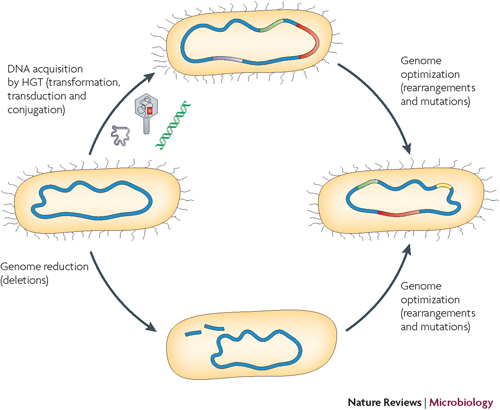 DNA acquisition
by HGT (transformation,
transduction and
conjugation)
Genome
optimization
(rearrangements
and mutations)
Genome reduction
(deletions)
Genome
optimization
(rearrangements
and mutations)
Nature Reviews | Microbiology